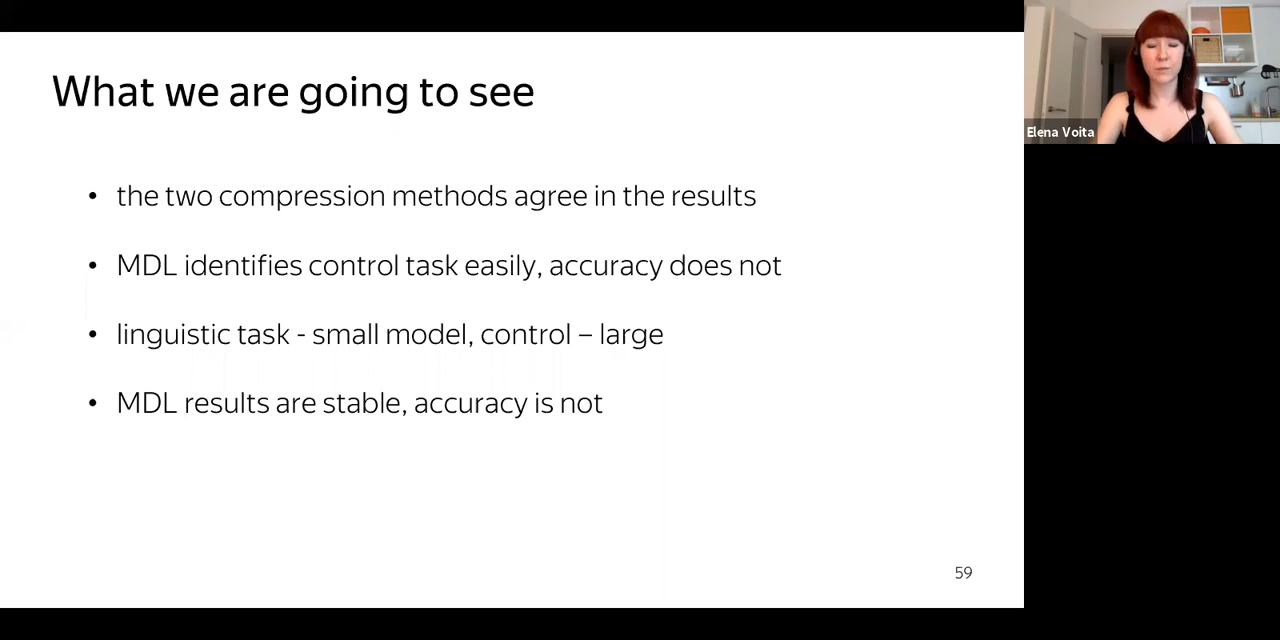 What we are going to see
• the two compression methods agree in the results
• MDL identifies control task easily, accuracy does not
• linguistic task - small model, control – large
• MDL results are stable, accuracy is not
59
Elena Voita